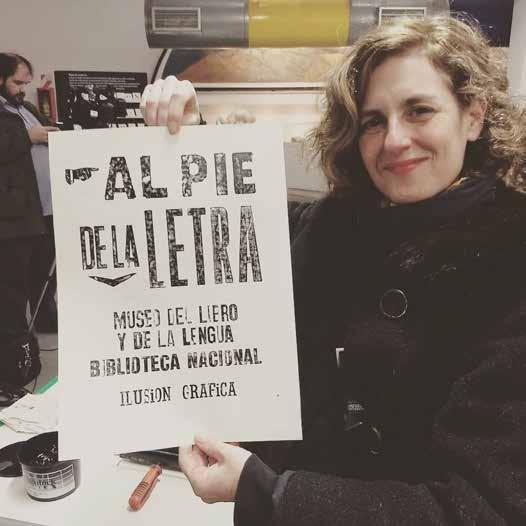 AL PIE
DE LA LETRA
MUSEO DEL LIBRO
Y DE LA LENGUA
BIBLIOTECA NACIONAL
ILUSION GRAFICA